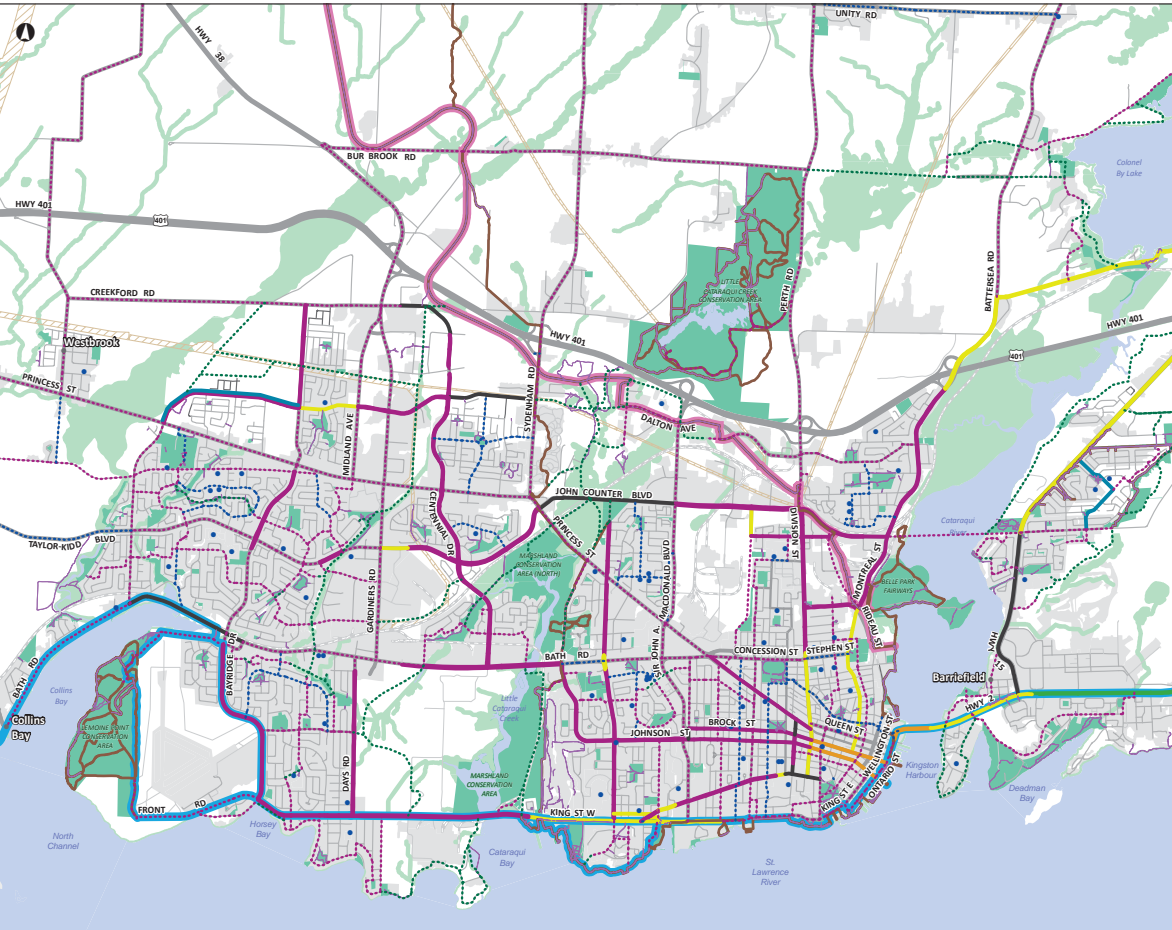 UNITY RD
HWY 38
BUR BROOK RD
Colonel
By Lake
HWY 401
401
BATTERSEA RD
CREEKFORD RD
LITTLE
CATARAQUI CREEK
CONSERVATION AREA
PERTH RD
HWY 401
HWY 401
401
Westbrook
PRINCESS ST
SYDENHAM RD
MIDLAND AVE
DALTON AVE
JOHN COUNTER BLVD
CENTENNIAL DR
PRINCESS ST
DIVISION ST
Cataraqui
River
TAYLOR-KIDD BLVD
MARSHLAND
CONSERVATION
AREA (NORTH)
SIR JOHN A. MACDONALD BLVD
MONTREAL ST
BELLE PARK
FAIRWAYS
GARDINERS RD
RIDEAU ST
BATH RD
BAYRIDGE DR
BATH RD
CONCESSION ST
STEPHEN ST
HWY 15
Barriefield
HWY 2
Collins
Bay
Collins
Bay
LEMOINE POINT
CONSERVATION
AREA
Little
Cataraqui
Creek
BROCK ST
JOHNSON ST
QUEEN ST
WELLINGTON ST
ONTARIO ST
KING ST E
Kingston
Harbour
DAYS RD
MARSHLAND
CONSERVATION
AREA
Deadman
Bay
FRONT RD
KING ST W
Horsey
Bay
North
Channel
Cataraqui
Bay
St.
Lawrence
River